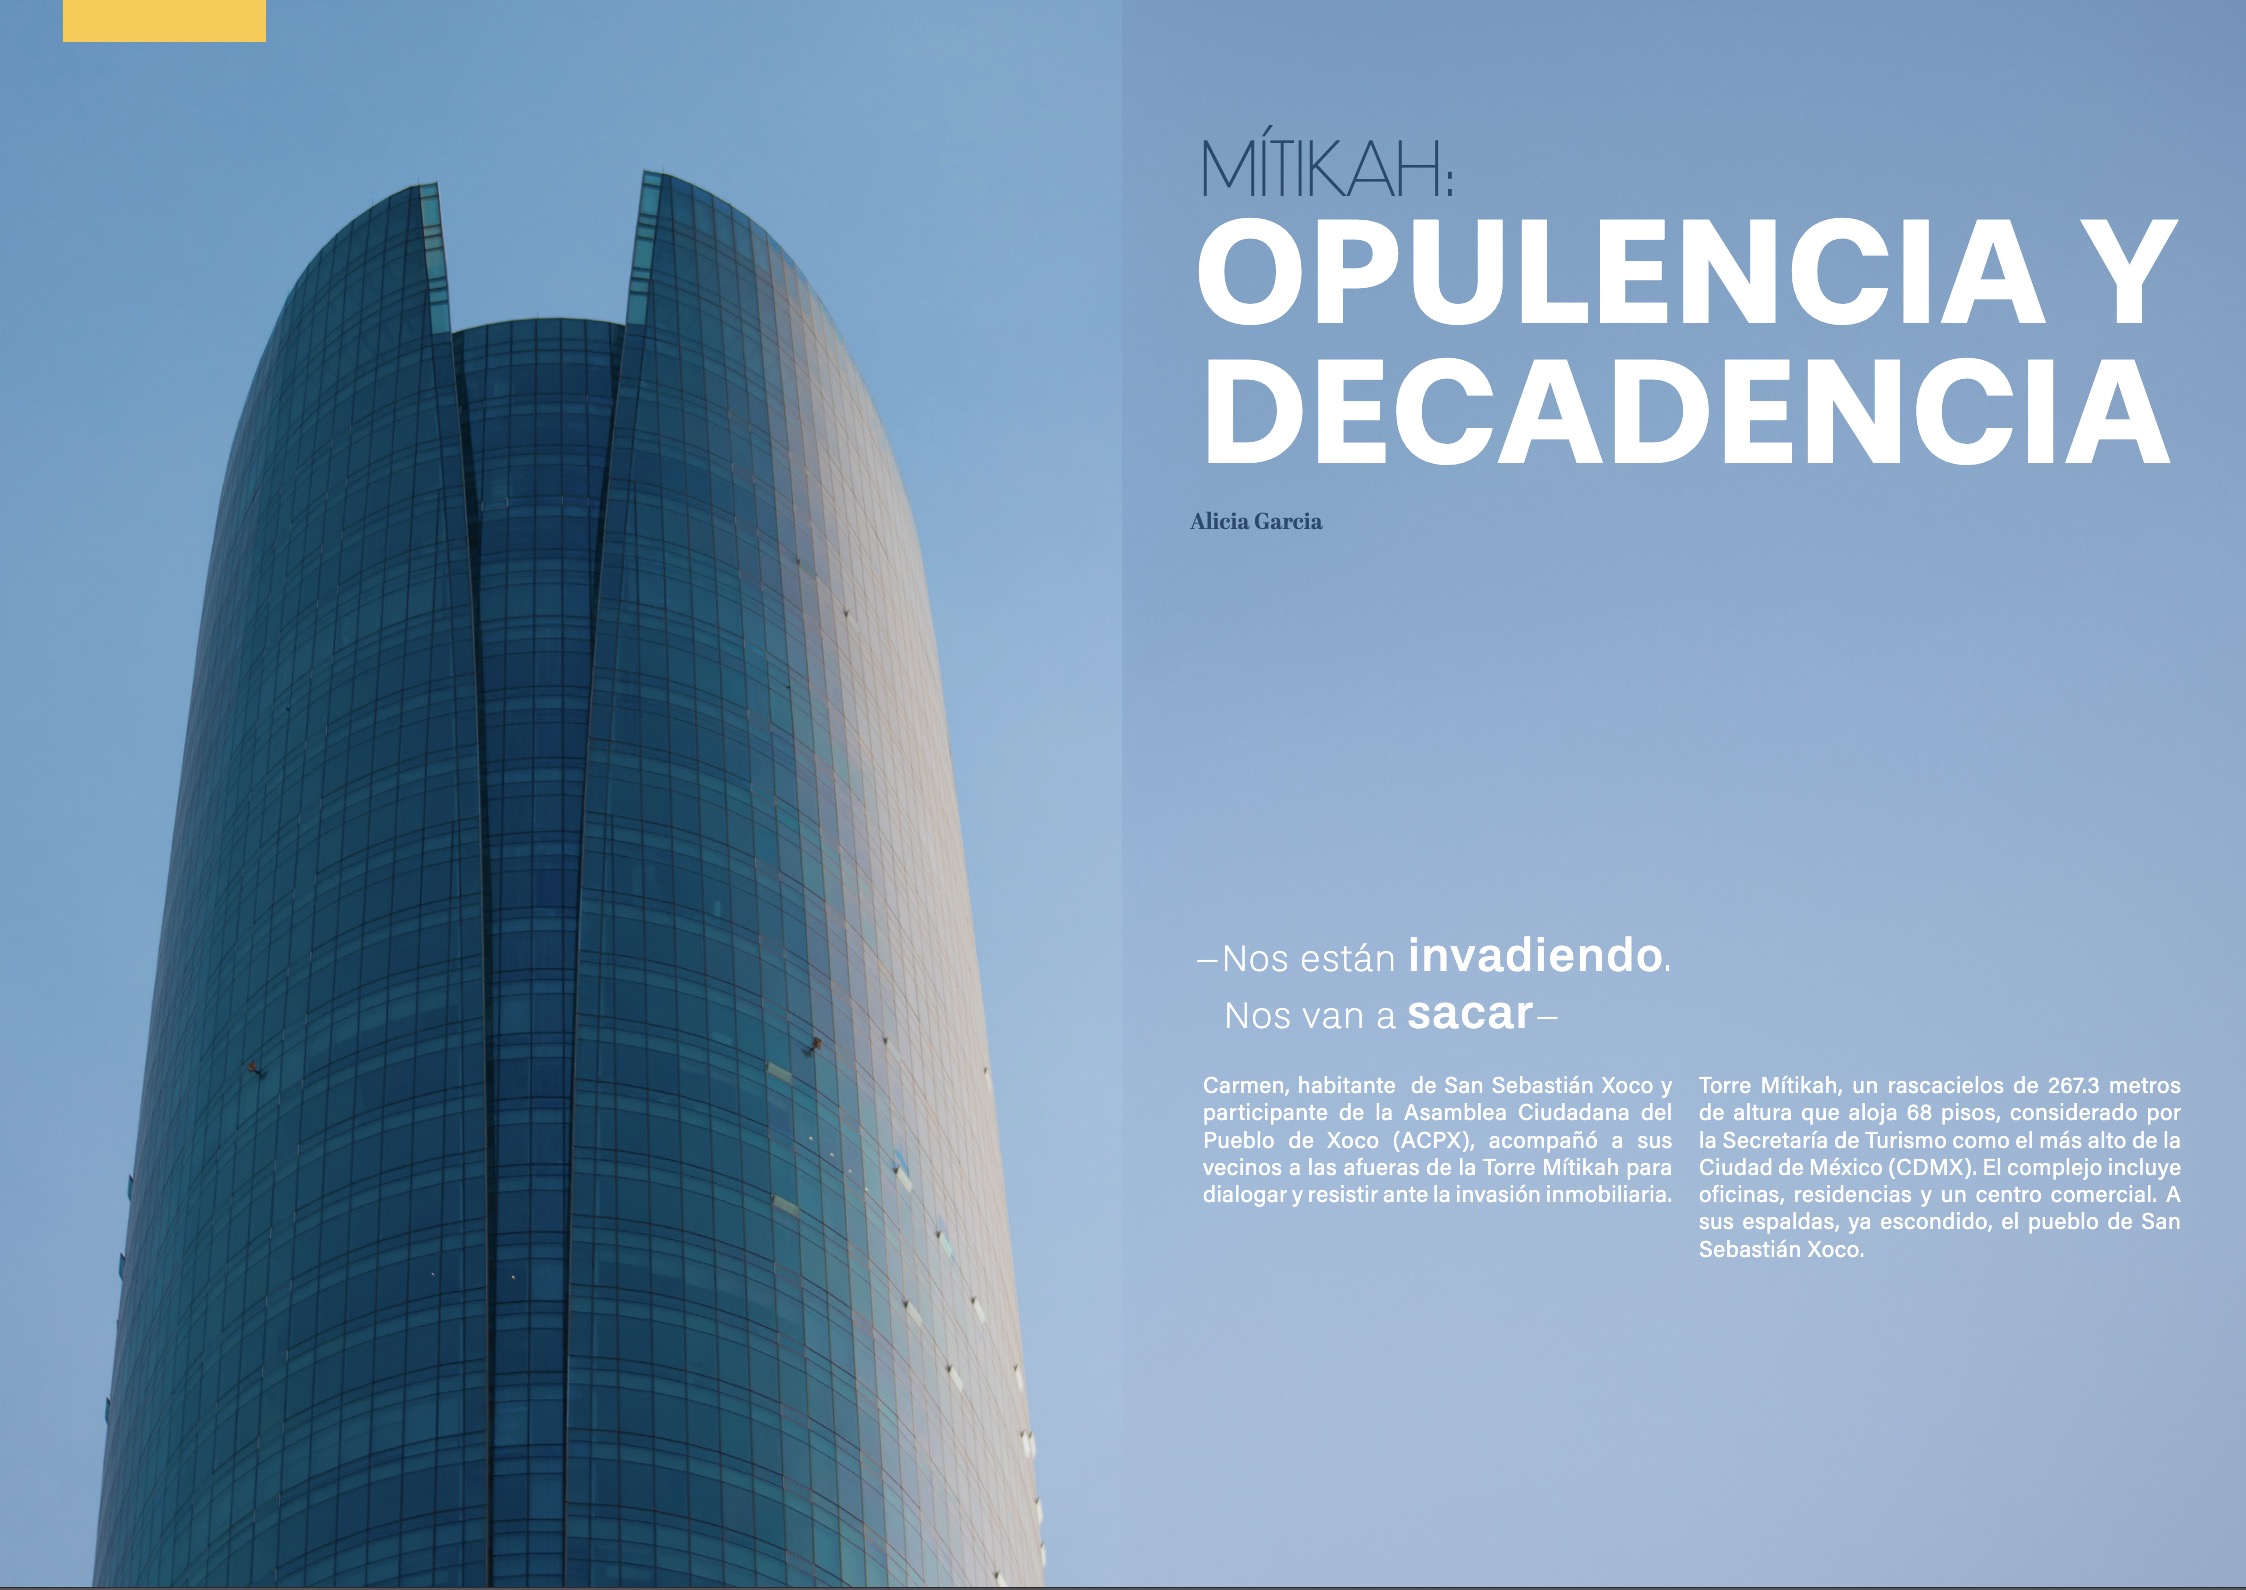 MÍTIKAH:
OPULENCIA Y
DECADENCIA
Alicia Garcia
–Nos están invadiendo.
Nos van a sacar–
Carmen, habitante de San Sebastián Xoco y
participante de la Asamblea Ciudadana del
Pueblo de Xoco (ACPX), acompañó a sus
vecinos a las afueras de la Torre Mítikah para
dialogar y resistir ante la invasión inmobiliaria.
Torre Mítikah, un rascacielos de 267.3 metros
de altura que aloja 68 pisos, considerado por
la Secretaría de Turismo como el más alto de la
Ciudad de México (CDMX). El complejo incluye
oficinas, residencias y un centro comercial. A
sus espaldas, ya escondido, el pueblo de San
Sebastián Xoco.